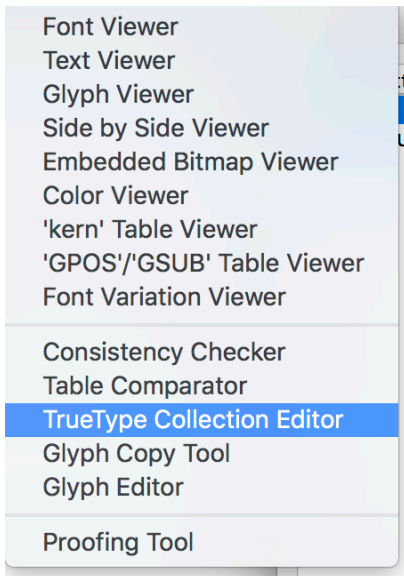 Font Viewer
Text Viewer
Glyph Viewer
Side by Side Viewer
Embedded Bitmap Viewer
Color Viewer
'kern' Table Viewer
'GPOS'/'GSUB' Table Viewer
Font Variation Viewer
Consistency Checker
Table Comparator
TrueType Collection Editor
Glyph Copy Tool
Glyph Editor
Proofing Tool